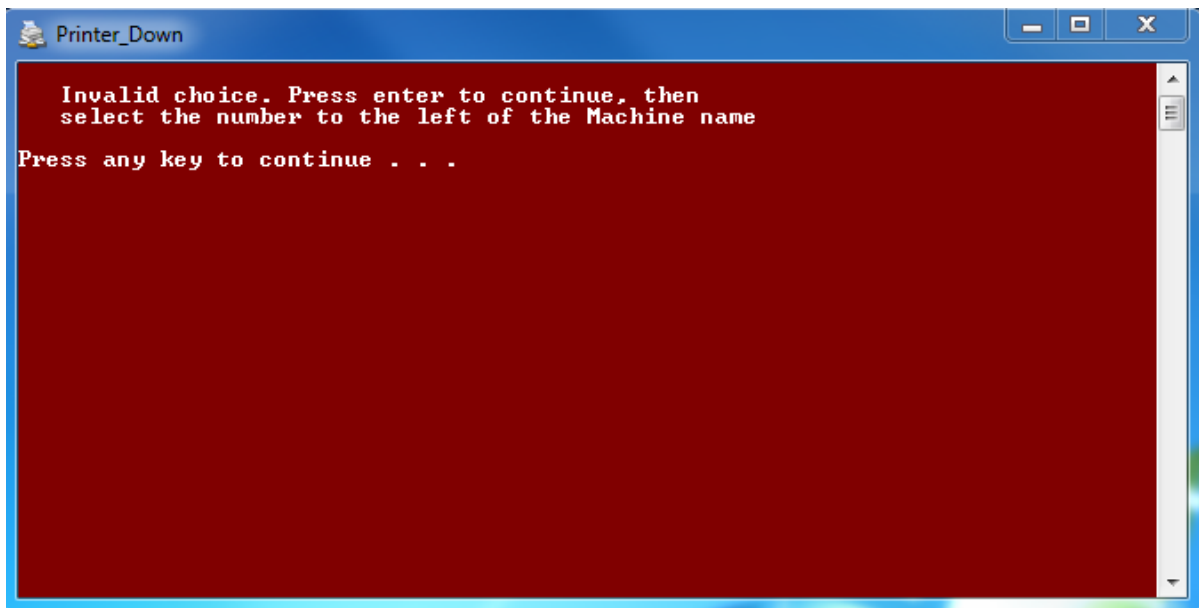 Printer_Down
Invalid choice. Press enter to continue, then
select the number to the left of the Machine name
Press any key to continue . . .